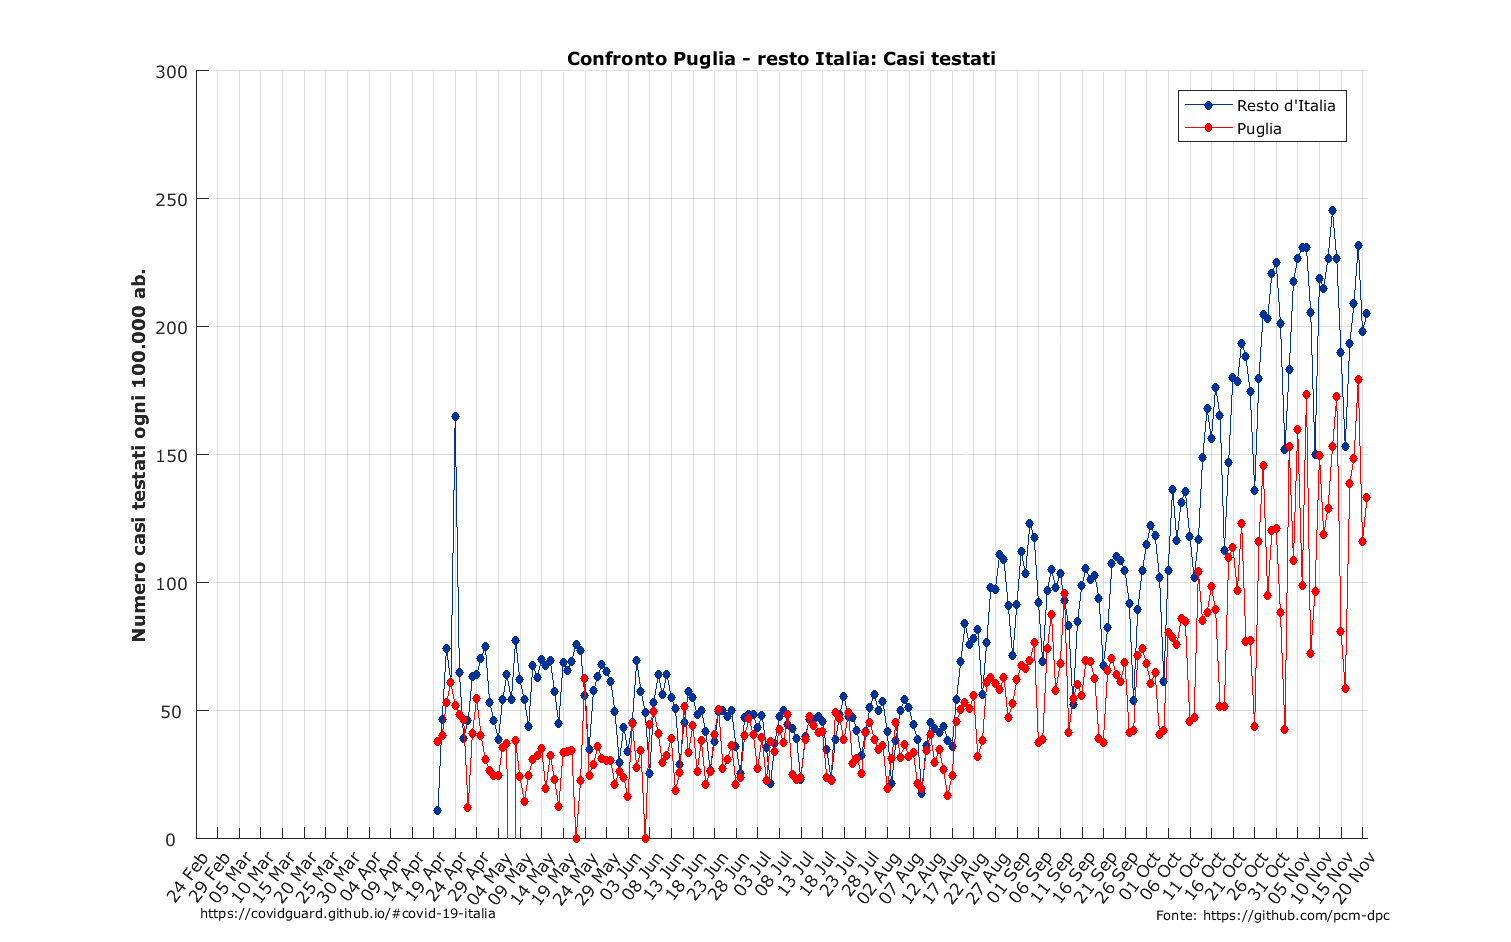 Confronto Puglia - resto Italia: Casi testati
Resto d'Italia
Puglia
Numero casi testati ogni 100.000 ab.
300
250
200
150
100
50
0
24 Feb
29 Feb
05 Mar
10 Mar
15 Mar
20 Mar
25 Mar
30 Mar
04 Apr
09 Apr
14 Apr
19 Apr
24 Apr
29 Apr
04 May
09 May
14 May
19 May
24 May
29 May
03 Jun
08 Jun
13 Jun
18 Jun
23 Jun
28 Jun
03 Jul
08 Jul
13 Jul
18 Jul
23 Jul
28 Jul
02 Aug
07 Aug
12 Aug
17 Aug
22 Aug
27 Aug
01 Sep
06 Sep
11 Sep
16 Sep
21 Sep
26 Sep
01 Oct
06 Oct
11 Oct
16 Oct
21 Oct
26 Oct
31 Oct
05 Nov
10 Nov
15 Nov
20 Nov
https://covidguard.github.io/#covid-19-italia
Fonte: https://github.com/pcm-dpc